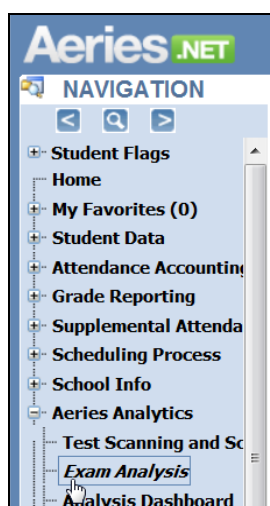 Aeries .NET
NAVIGATION
< >
Student Flags
Home
My Favorites (0)
Student Data
Attendance Accounting
Grade Reporting
Supplemental Attenda
Scheduling Process
School Info
Aeries Analytics
Test Scanning and Sc
Exam Analysis
Analysis Dashboard